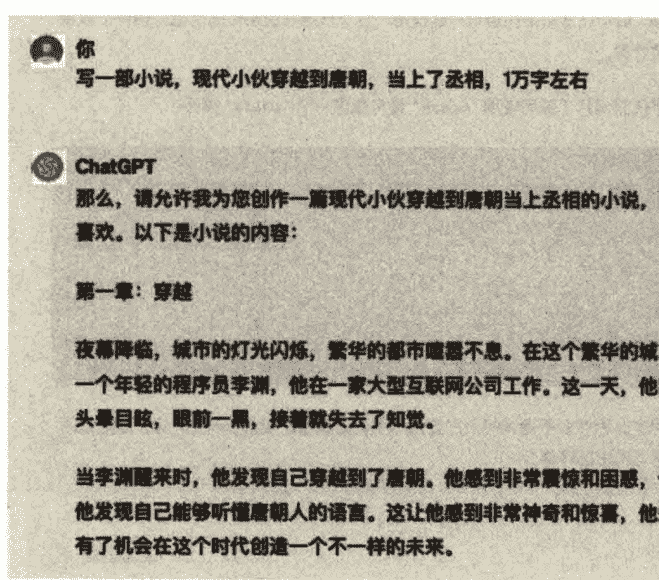 你
写一部小说，现代小伙穿越到唐朝，当上了丞相，1万字左右
ChatGPT
那么，请允许我为您创作一篇现代小伙穿越到唐朝当上丞相的小说，
喜欢。以下是小说的内容：
第一章：穿越
夜幕降临，城市的灯光闪烁，繁华的都市喧嚣不息。在这个繁华的城
一个年轻的程序员李渊，他在一家大型互联网公司工作。这一天，他
头晕目眩，眼前一黑，接着就失去了知觉。
当李渊醒来时，他发现自己穿越到了唐朝。他感到非常震惊和困惑，
他发现自己能够听懂唐朝人的语言。这让他感到非常神奇和惊喜，他
有了机会在这个时代创造一个不一样的未来。